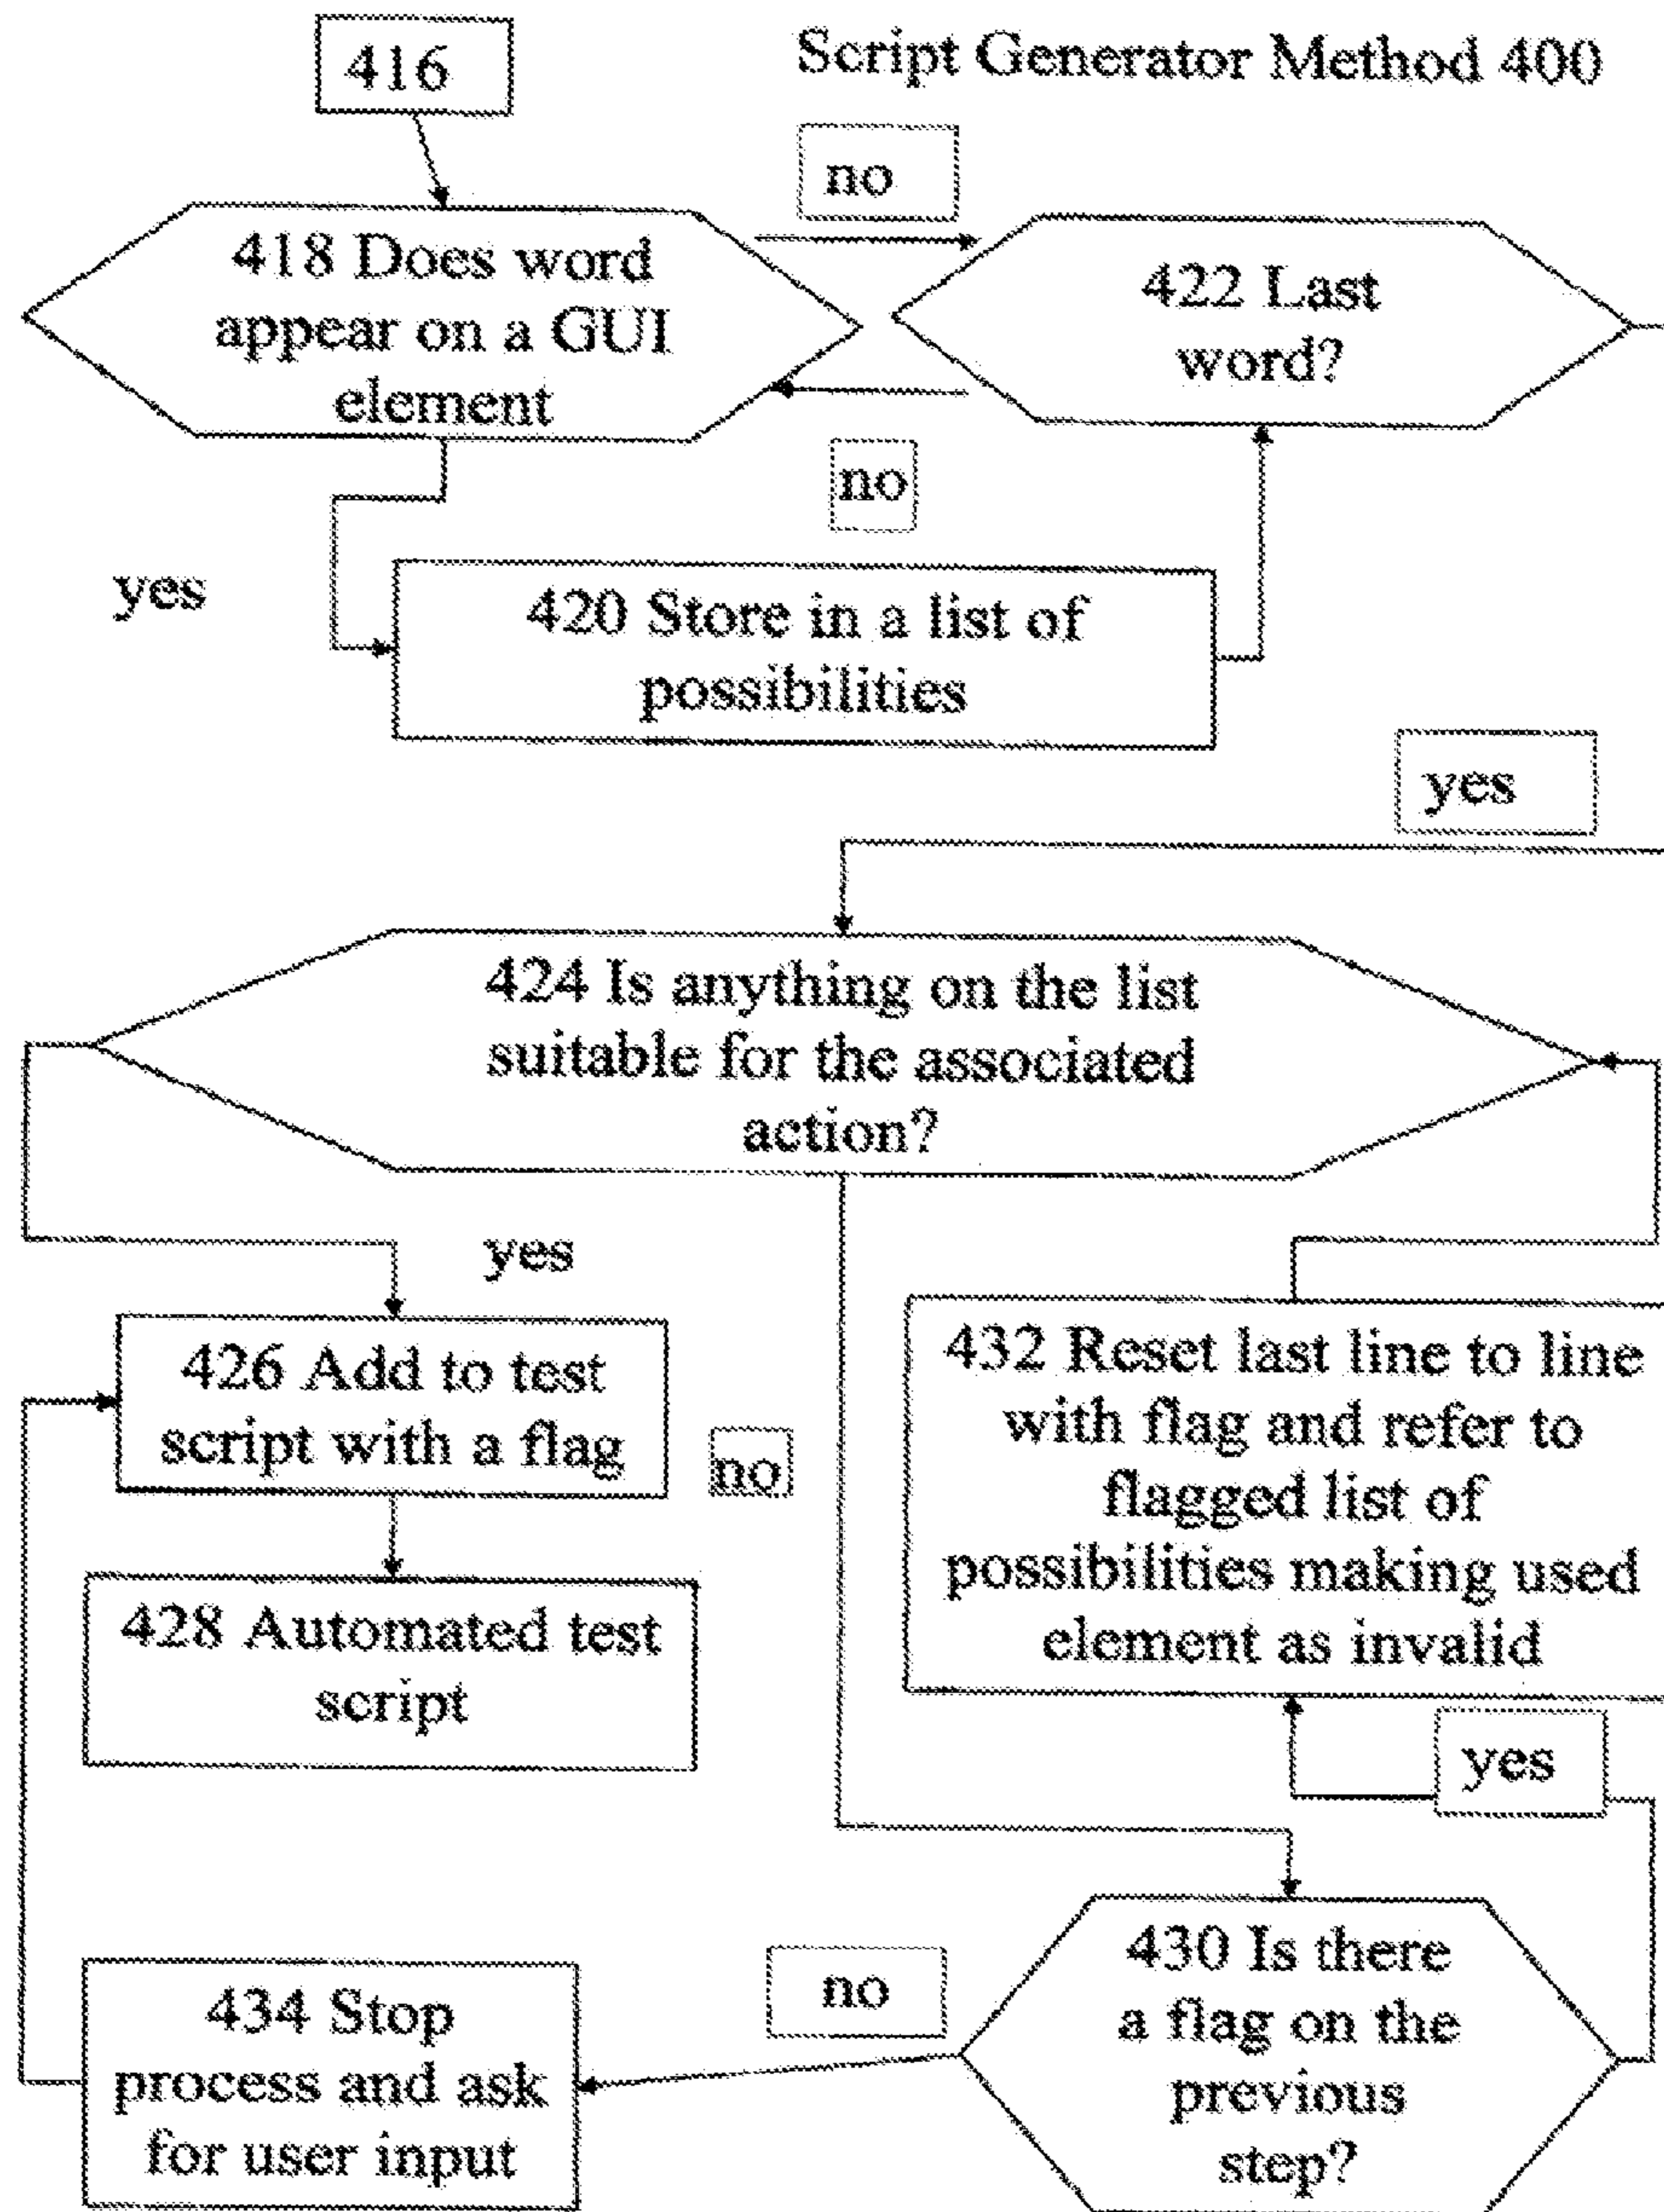 416
Script Generator Method 400
no
418 Does word
appear on a GUI
element
422 Last
word?
no
yes
420 Store in a list of
possibilities
yes
424 Is anything on the list
suitable for the associated
action?
yes
426 Add to test
script with a flag
no
432 Reset last line to line
with flag and refer to
flagged list of
possibilities making used
element as invalid
428 Automated test
script
yes
430 Is there
a flag on the
previous
step?
no
434 Stop
process and ask
for user input